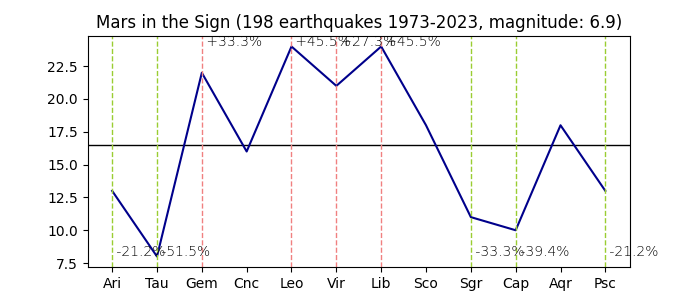 Mars in the Sign (198 earthquakes 1973-2023, magnitude: 6.9)
+33.3% +45.5% +27.3% +45.5%
22.5
20.0
17.5
15.0
12.5
10.0
-21.2% -51.5% -33.3% -39.4% -21.2%
7.5
Ari Tau Gem Cnc Leo Vir Lib Sco Sgr Cap Aqr Psc